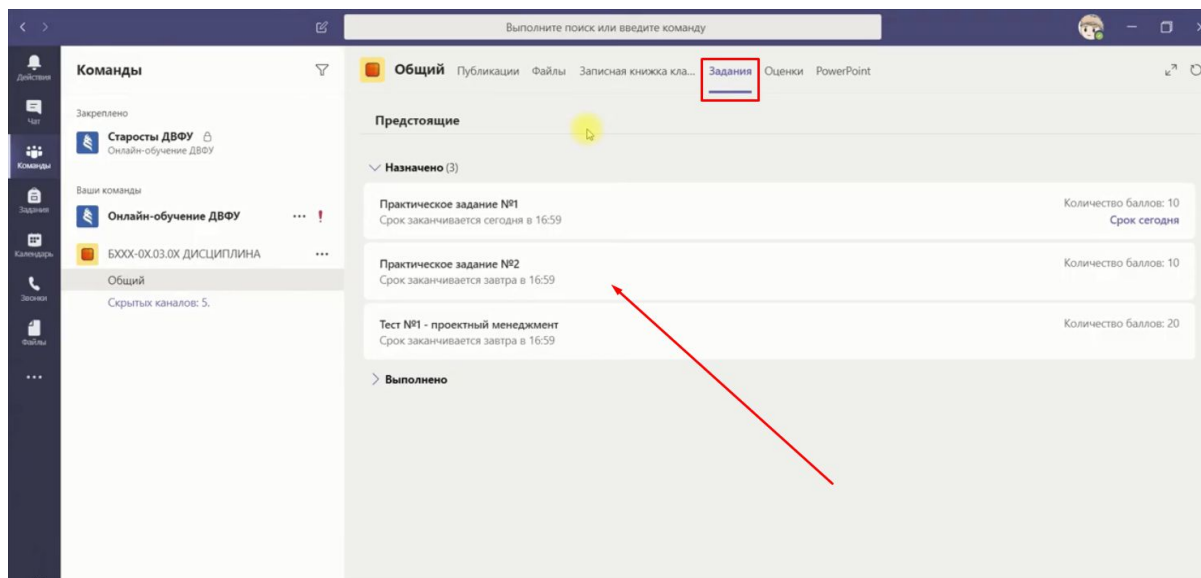 Выполните поиск или введите команду
Действия
Чат
Команды
Задания
Календарь
Звонки
Файлы
Команды
Закреплено
Старосты ДВФУ
Онлайн-обучение ДВФУ
Ваши команды
Онлайн-обучение ДВФУ
БХХХ-0Х.03.0Х ДИСЦИПЛИНА
Общий
Скрытых каналов: 5.
Общий Публикации Файлы Записная книжка кла... Задания Оценки PowerPoint
Предстоящие
Назначено (3)
Практическое задание №1
Срок заканчивается сегодня в 16:59
Количество баллов: 10
Срок сегодня
Практическое задание №2
Срок заканчивается завтра в 16:59
Количество баллов: 10
Тест №1 - проектный менеджмент
Срок заканчивается завтра в 16:59
Количество баллов: 20
Выполнено